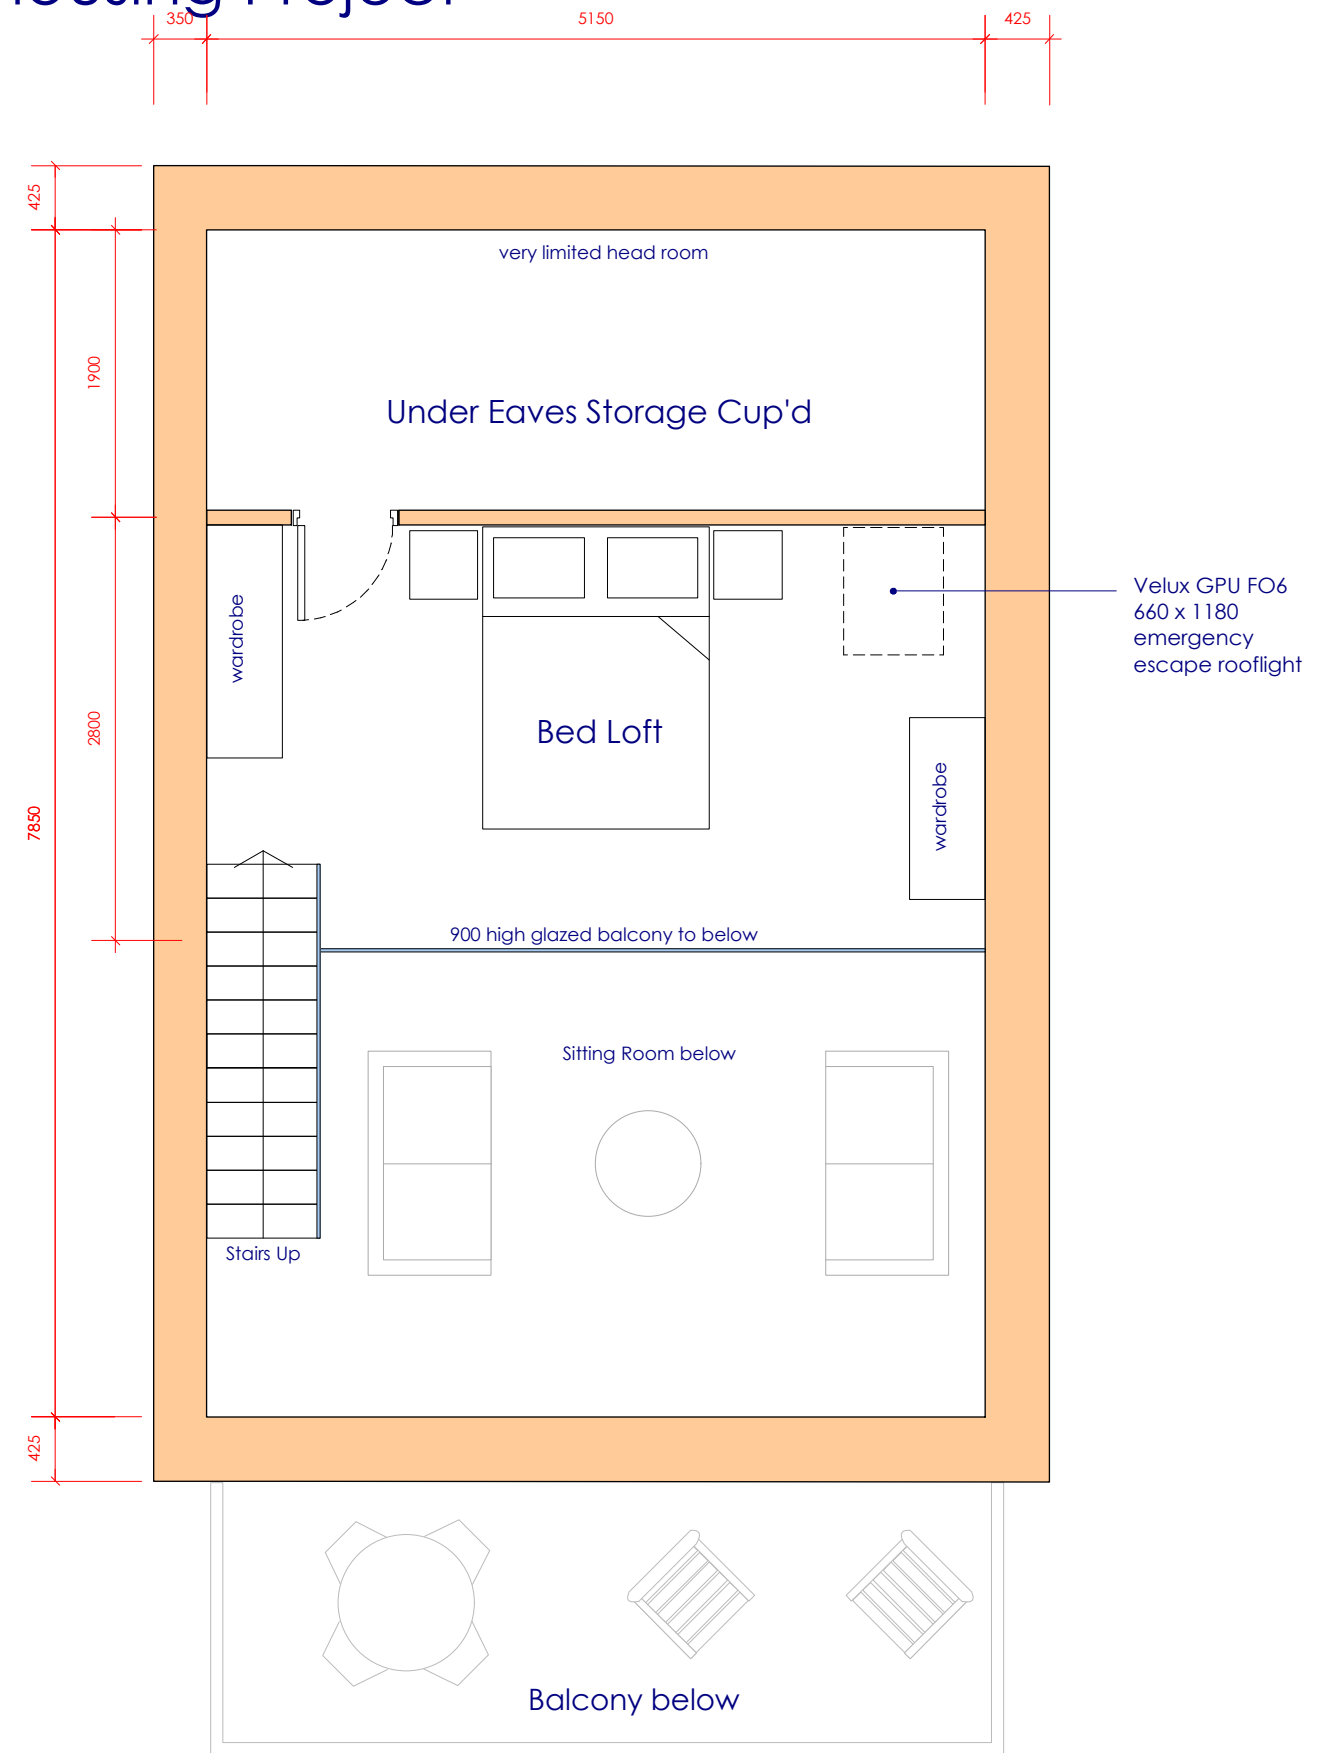 Housing Project
350
5150
425
425
very limited head room
1900
Under Eaves Storage Cup'd
wardrobe
Velux GPU FO6
660 x 1180
emergency
escape rooflight
2800
Bed Loft
wardrobe
7850
900 high glazed balcony to below
Sitting Room below
Stairs Up
425
Balcony below